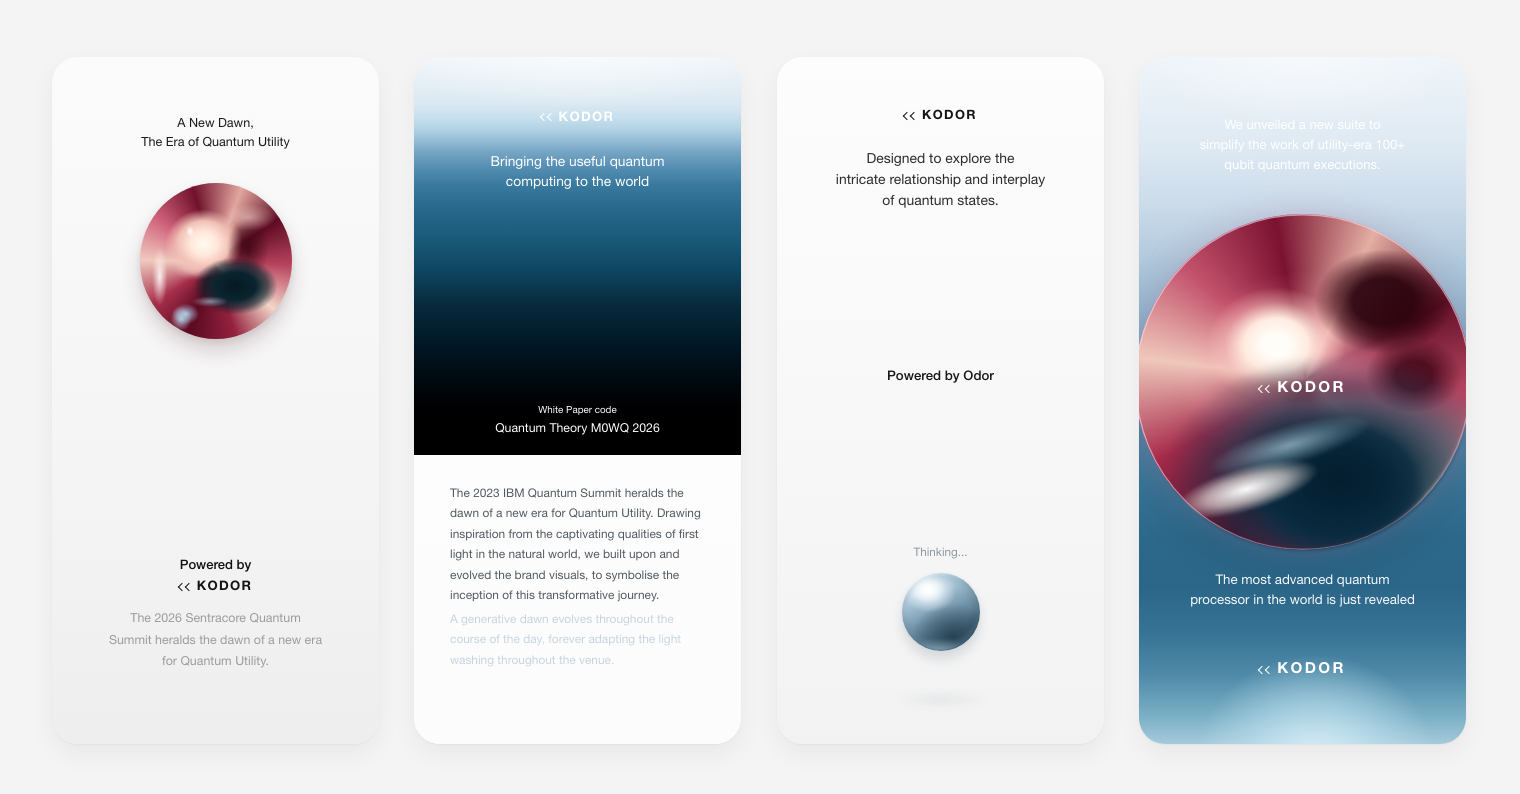 A New Dawn,
The Era of Quantum Utility
Powered by
KODOR
The 2026 Sentracore Quantum
Summit heralds the dawn of a new era
for Quantum Utility.
KODOR
Bringing the useful quantum
computing to the world
White Paper code
Quantum Theory M0WQ 2026
The 2023 IBM Quantum Summit heralds the
dawn of a new era for Quantum Utility. Drawing
inspiration from the captivating qualities of first
light in the natural world, we built upon and
evolved the brand visuals, to symbolise the
inception of this transformative journey.
A generative dawn evolves throughout the
course of the day, forever adapting the light
washing throughout the venue.
KODOR
Designed to explore the
intricate relationship and interplay
of quantum states.
Powered by Odor
Thinking...
We unveiled a new suite to
simplify the work of utility-era 100+
qubit quantum executions.
KODOR
The most advanced quantum
processor in the world is just revealed
KODOR